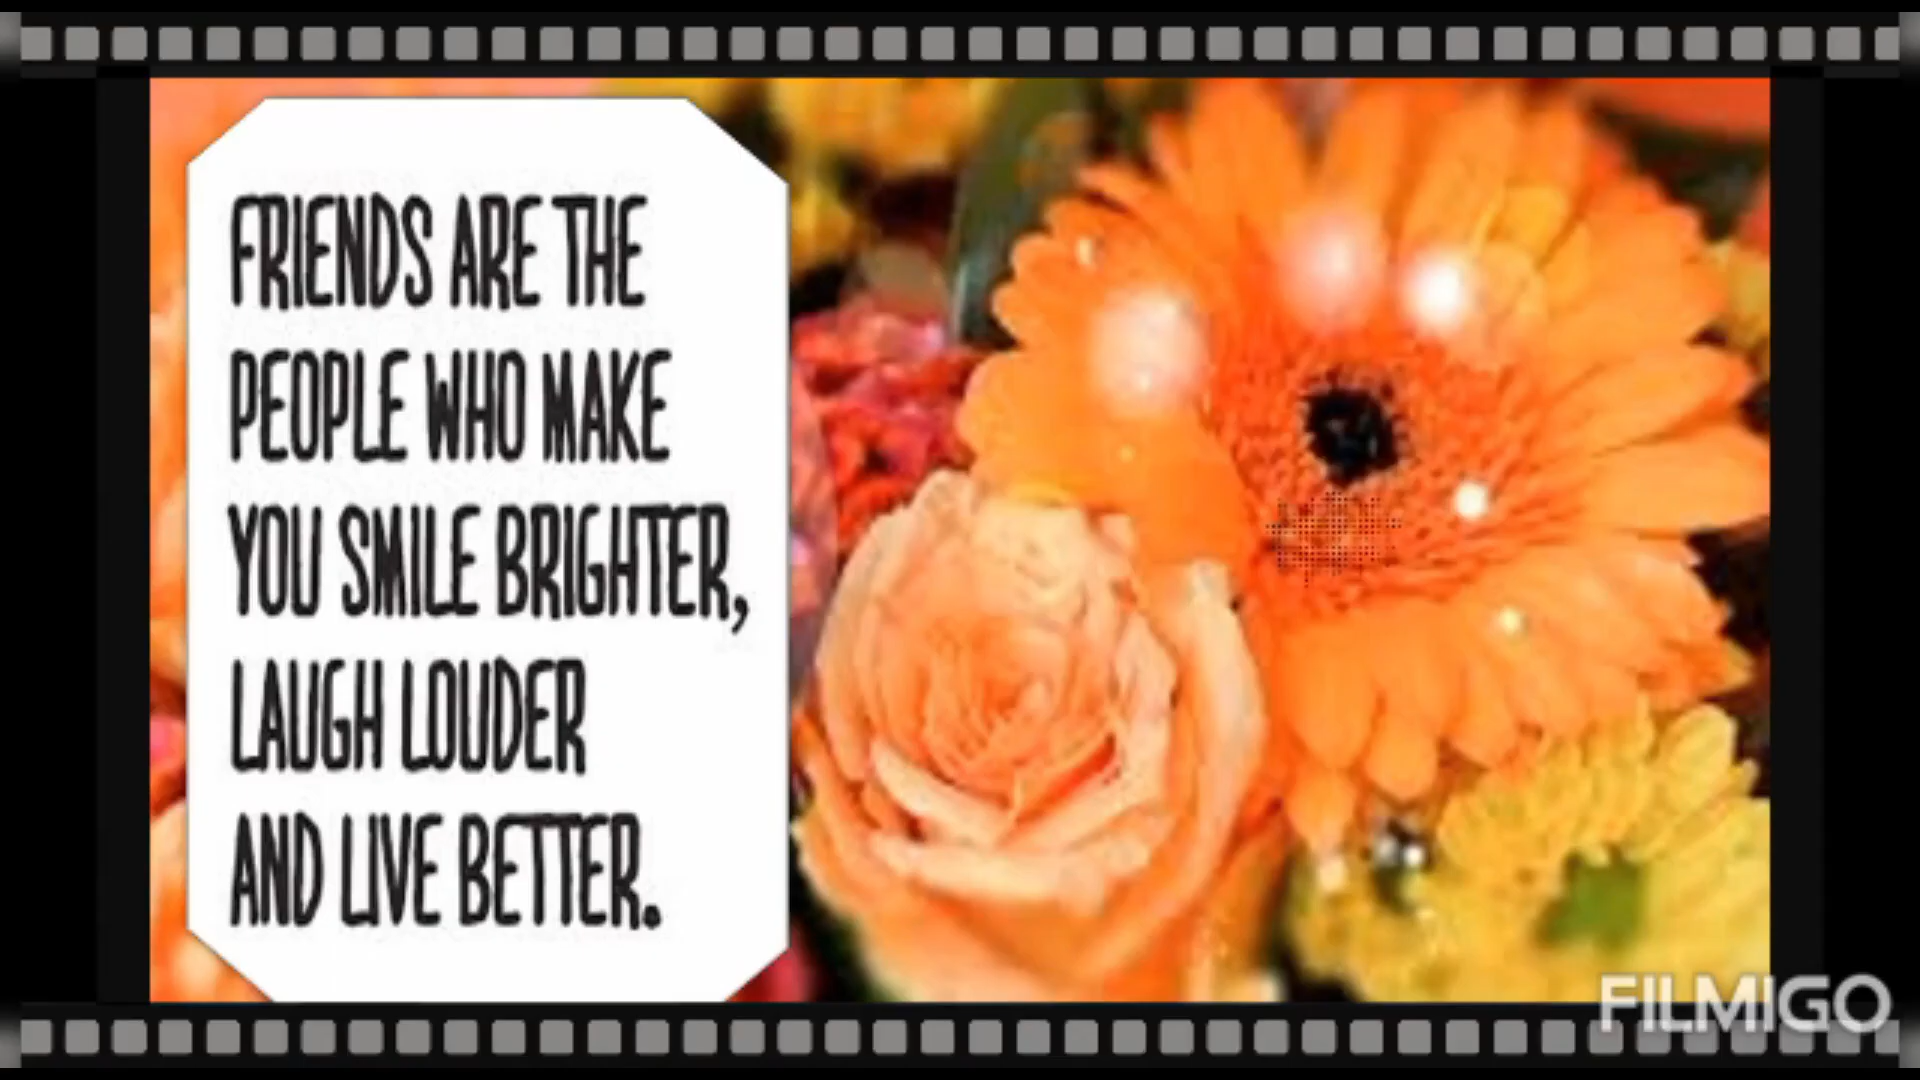 FRIENDS ARE THE
PEOPLE WHO MAKE
YOU SMILE BRIGHTER,
LAUGH LOUDER
AND LIVE BETTER.
FILMIGO